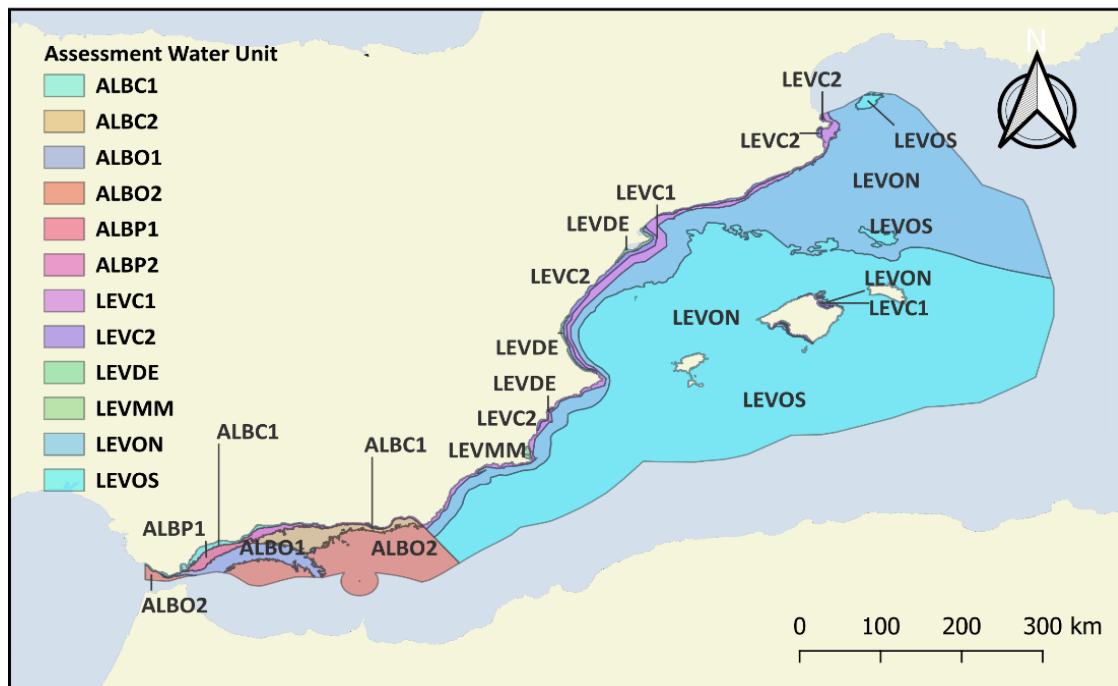 Assessment Water Unit
ALBC1
ALBC2
ALBO1
ALBO2
ALBP1
ALBP2
LEVC1
LEVC2
LEVDE
LEVMM
LEVON
LEVOS
N
LEVC2
LEVC2
LEVOS
LEVON
LEVC1
LEVDE
LEVOS
LEVC2
LEVON
LEVON
LEVC1
LEVDE
LEVDE
LEVOS
LEVC2
LEVMM
ALBC1
ALBC1
ALBP1
ALBO1
ALBO2
ALBO2
0 100 200 300 km